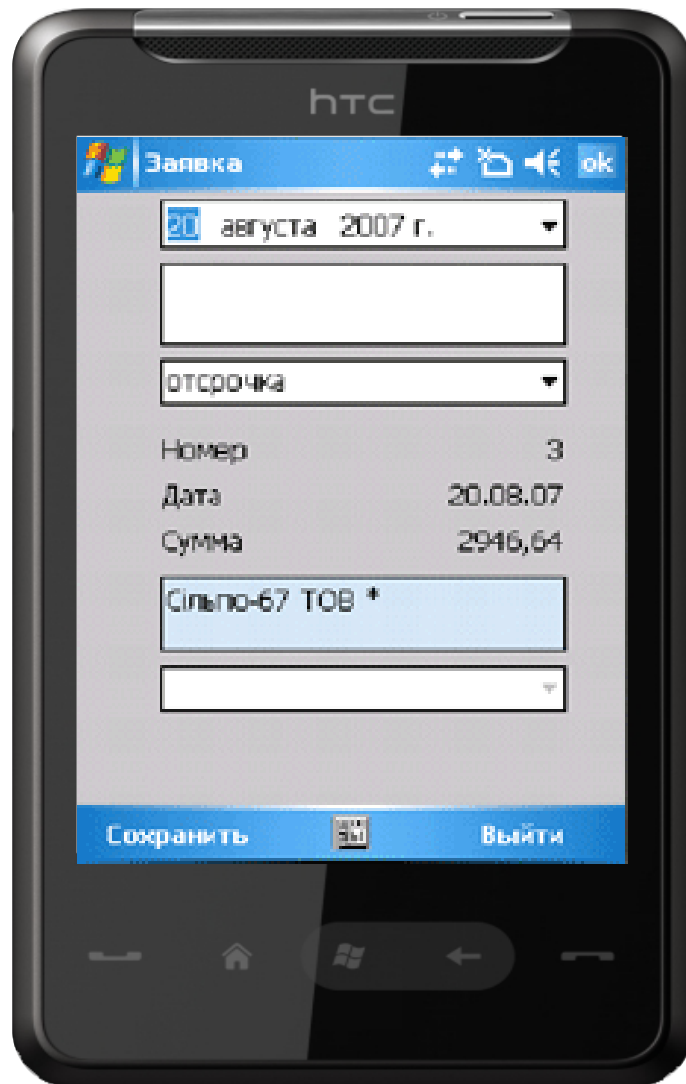 hTC
Заявка ok
20 августа 2007 г.
отсрочка
Номер 3
Дата 20.08.07
Сумма 2946,64
Сільпо-67 ТОВ *
Сохранить Выйти